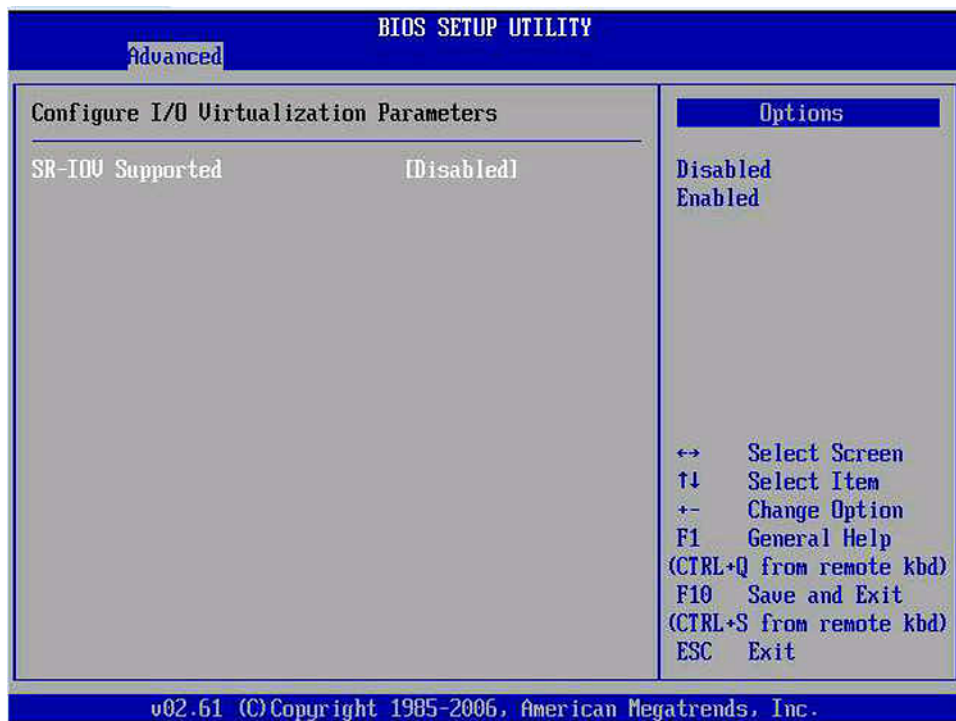 BIOS SETUP UTILITY
Advanced
Configure I/O Virtualization Parameters
SR-IOV Supported [Disabled]
Options
Disabled
Enabled
↔ Select Screen
↑↓ Select Item
+- Change Option
F1 General Help
(CTRL+Q from remote kbd)
F10 Save and Exit
(CTRL+S from remote kbd)
ESC Exit
v02.61 (C)Copyright 1985-2006, American Megatrends, Inc.